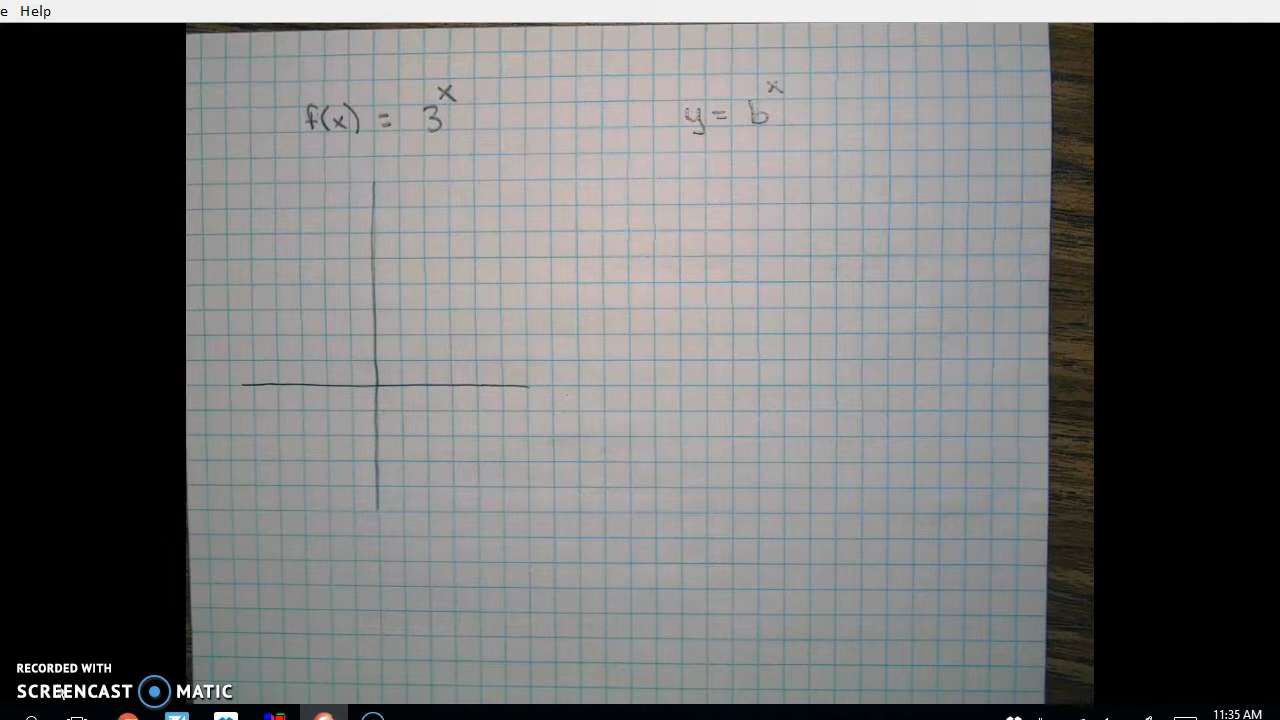 e Help
f(x) = 3^x
y = b^x
RECORDED WITH
SCREENCAST MATIC
11:35 AM